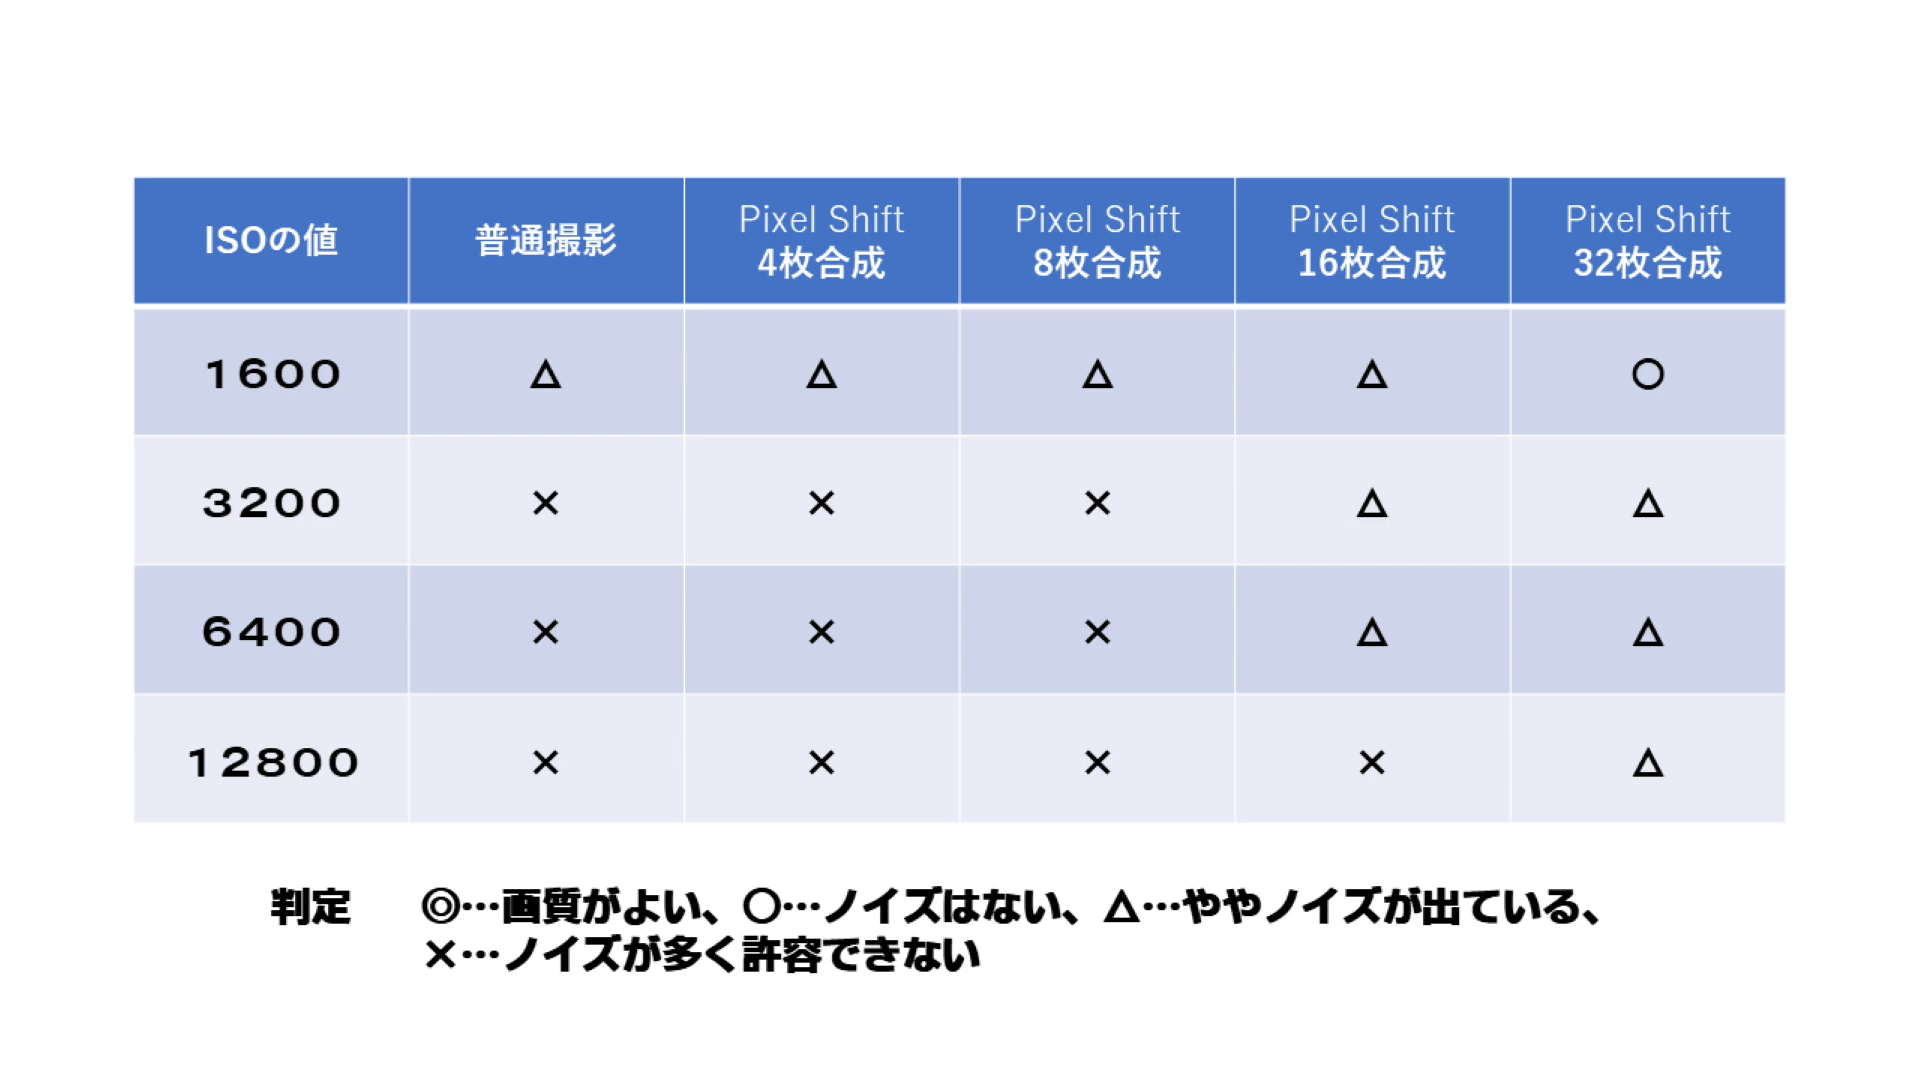 ISOの値 普通撮影 Pixel Shift 4枚合成 Pixel Shift 8枚合成 Pixel Shift 16枚合成 Pixel Shift 32枚合成
1600 △ △ △ △ ○
3200 × × × △ △
6400 × × × △ △
12800 × × × × △
判定 ◎…画質がよい、○…ノイズはない、△…ややノイズが出ている、
×…ノイズが多く許容できない